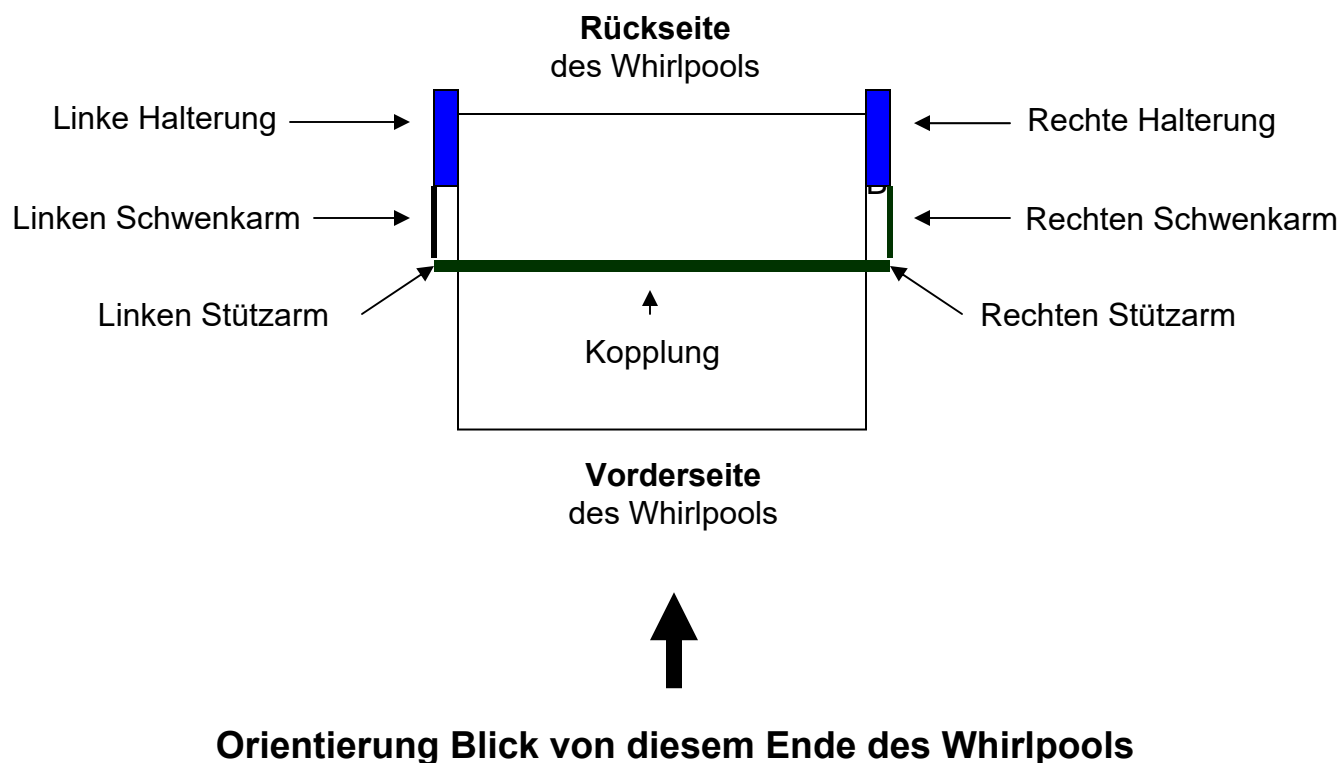 Rückseite
des Whirlpools
Linke Halterung
Rechte Halterung
Linken Schwenkarm
Rechten Schwenkarm
Linken Stützarm
Rechten Stützarm
Kopplung
Vorderseite
des Whirlpools
Orientierung Blick von diesem Ende des Whirlpools